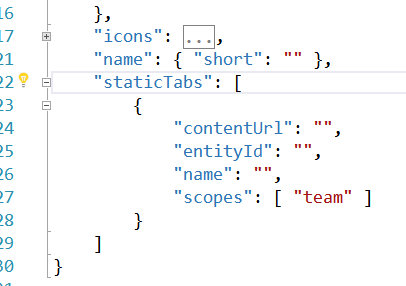 16 },
17 "icons": ...,
21 "name": { "short": "" },
22 "staticTabs": [
23 {
24 "contentUrl": "",
25 "entityId": "",
26 "name": "",
27 "scopes": [ "team" ]
28 }
29 ]
30 }